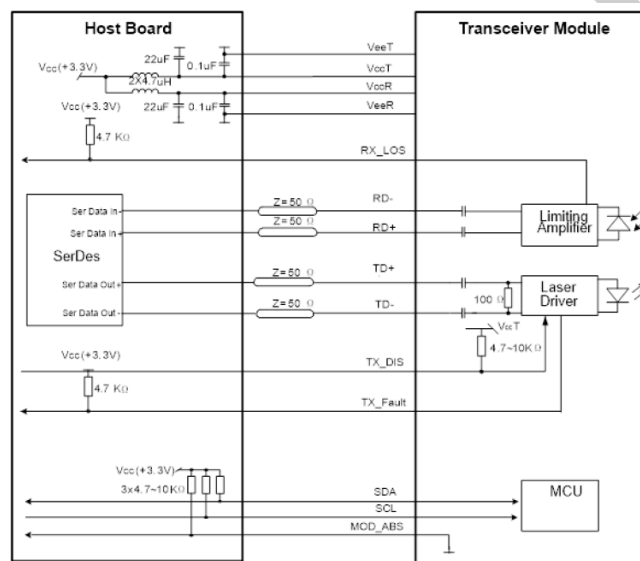 Host Board
Transceiver Module
VeeT
22uF
0.1uF
Vcc(+3.3V)
VccT
2X4.7uH
VccR
Vcc(+3.3V)
22uF
0.1uF
VeeR
4.7 KΩ
RX_LOS
Z=50 Ω
RD-
Ser Data In -
Limiting
Amplifier
Z=50 Ω
Ser Data In +
RD+
SerDes
Z=50 Ω
TD+
Ser Data Out +
Laser
Driver
100 Ω
Z=50 Ω
TD-
Ser Data Out -
VccT
4.7~10KΩ
Vcc(+3.3V)
TX_DIS
4.7 KΩ
TX_Fault
Vcc(+3.3V)
3x4.7~10KΩ
MCU
SDA
SCL
MOD_ABS